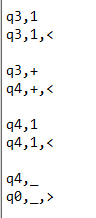 q3,1
q3,1,<

q3,+
q4,+,<

q4,1
q4,1,<

q4,_
q0,_,>